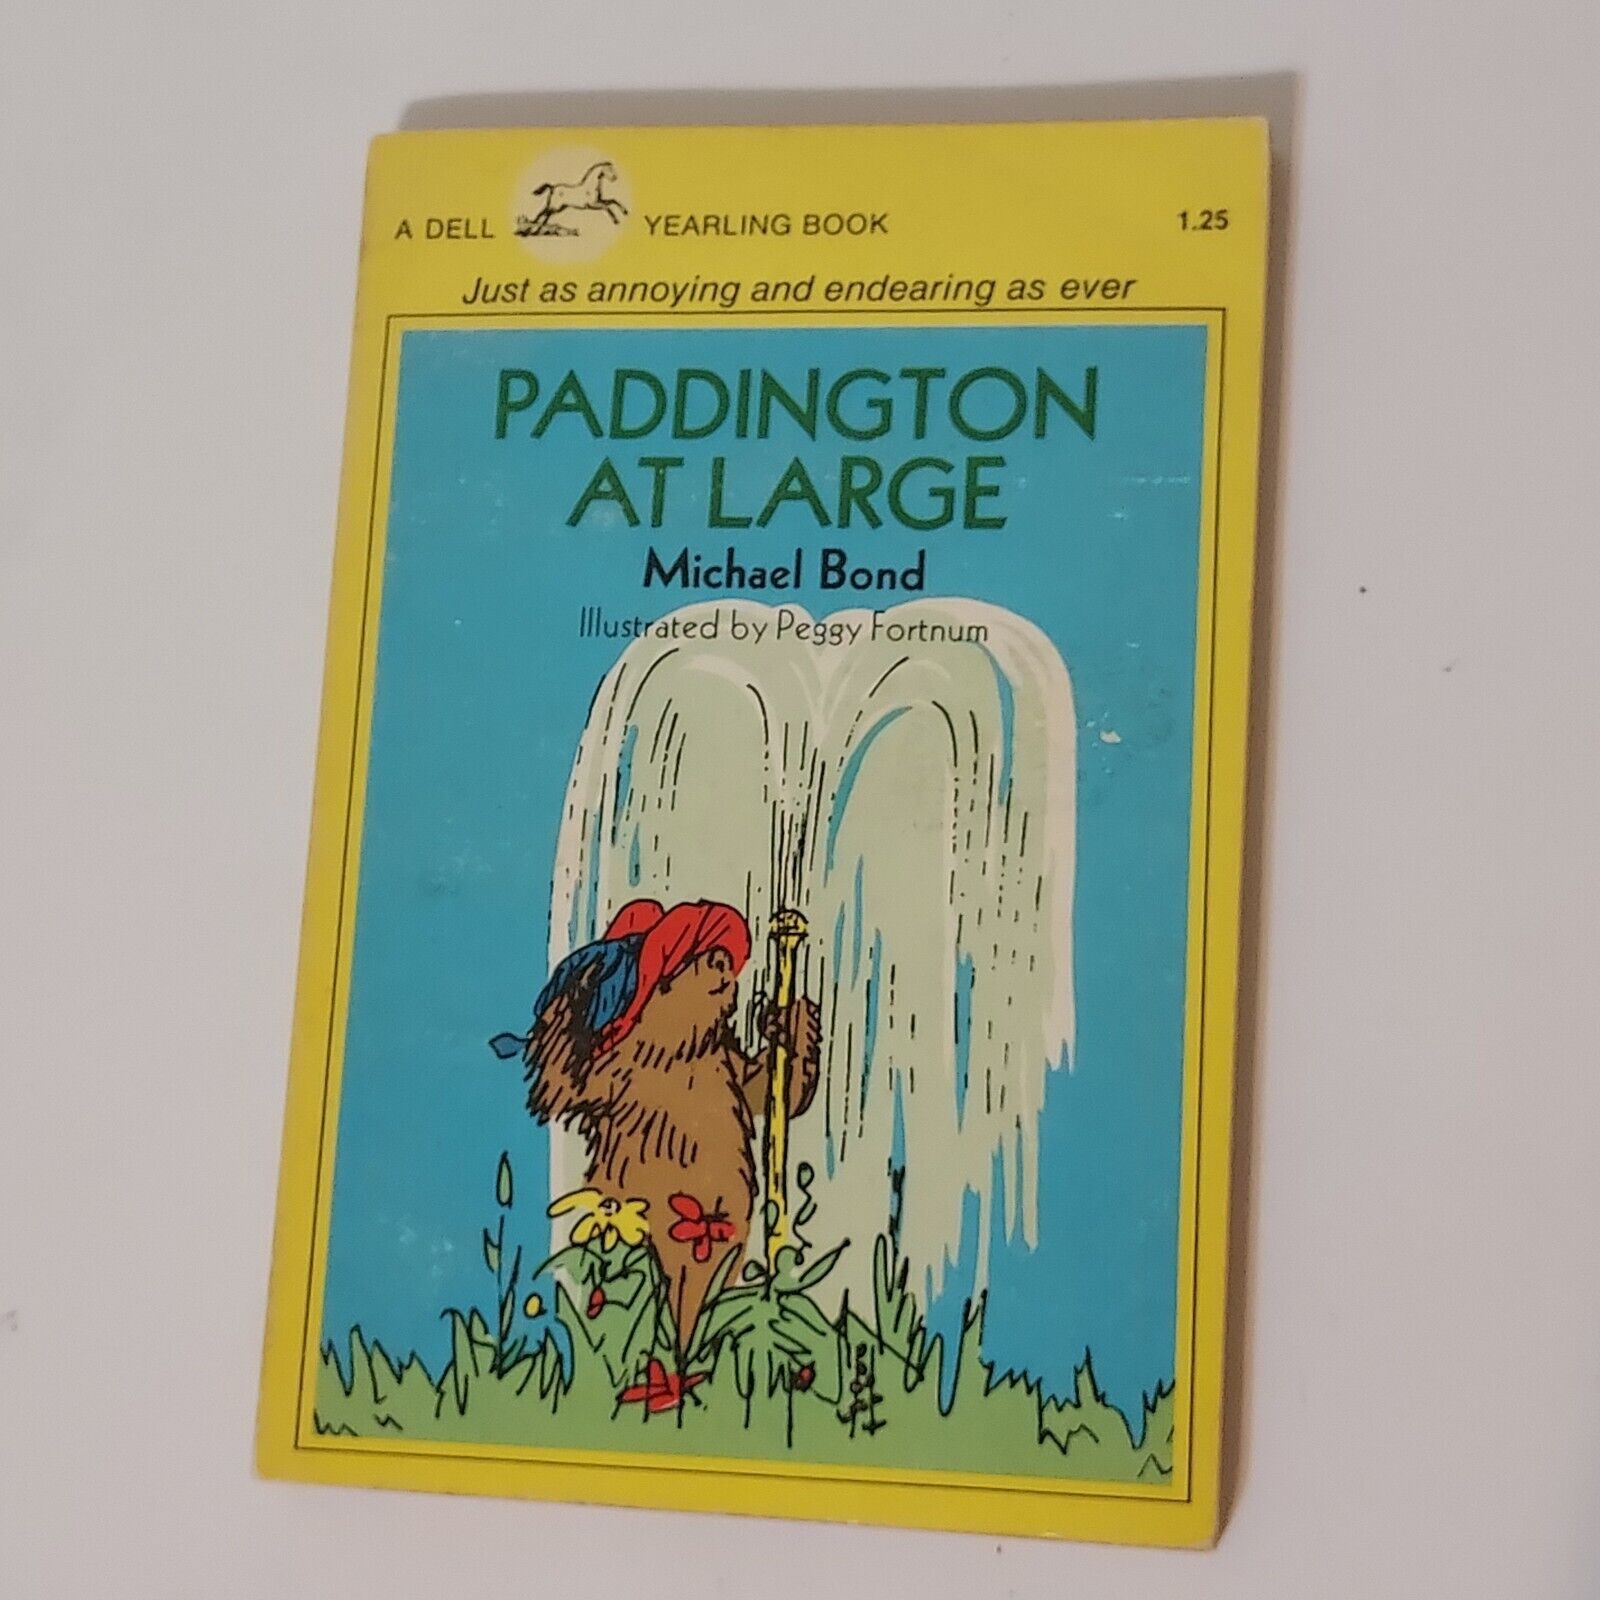 A DELL YEARLING BOOK 1.25
Just as annoying and endearing as ever
PADDINGTON
AT LARGE
Michael Bond
Illustrated by Peggy Fortnum